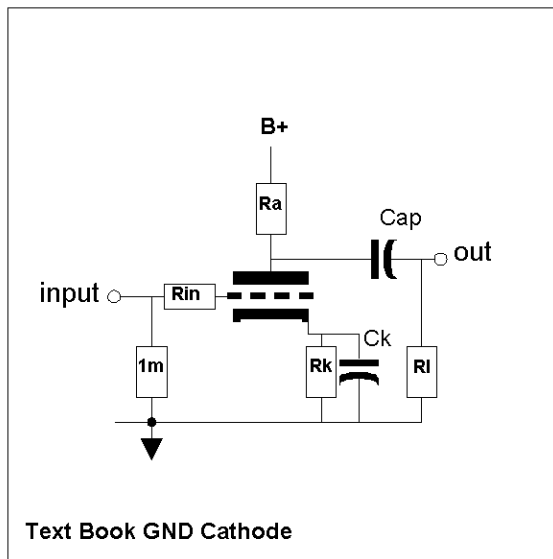 B+
Ra
Cap
out
input
Rin
Ck
1m
Rk
Rl
Text Book GND Cathode